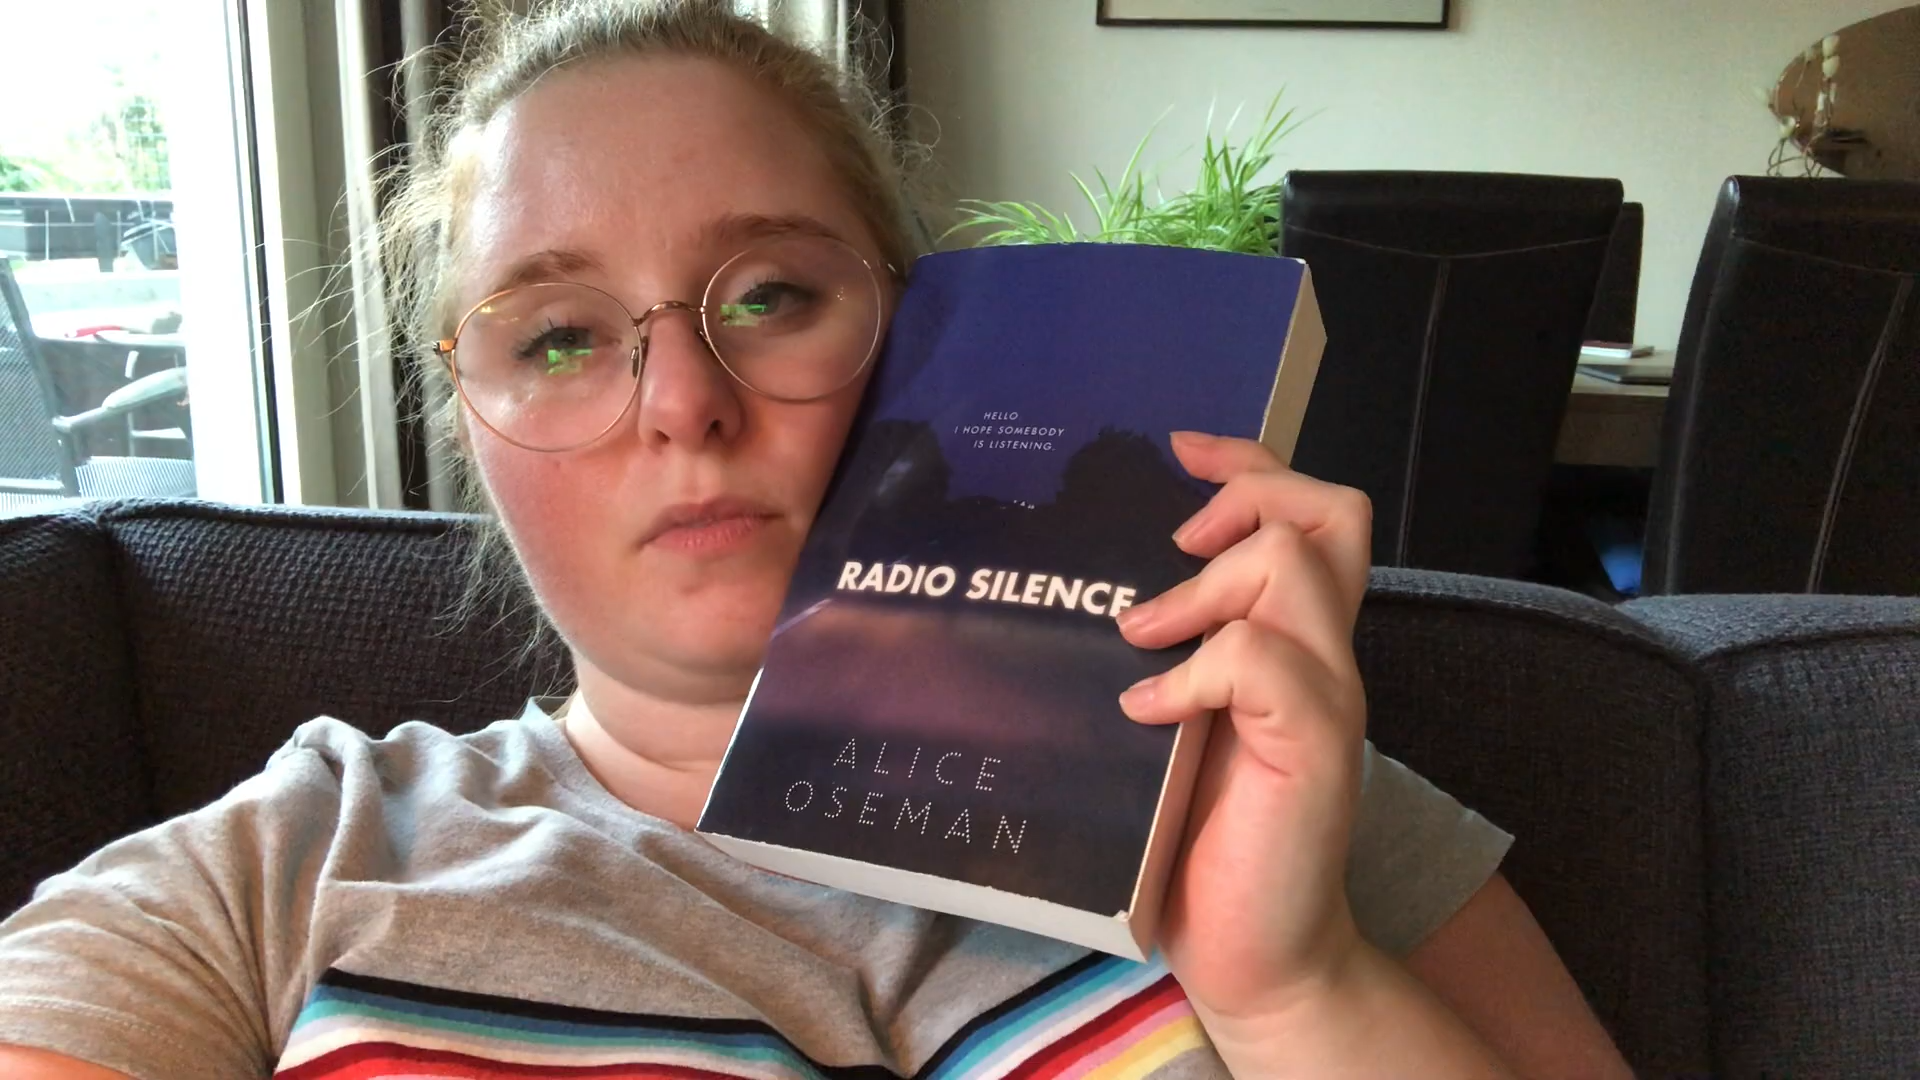 HELLO
I HOPE SOMEBODY
IS LISTENING.
RADIO SILENCE
ALICE
OSEMAN